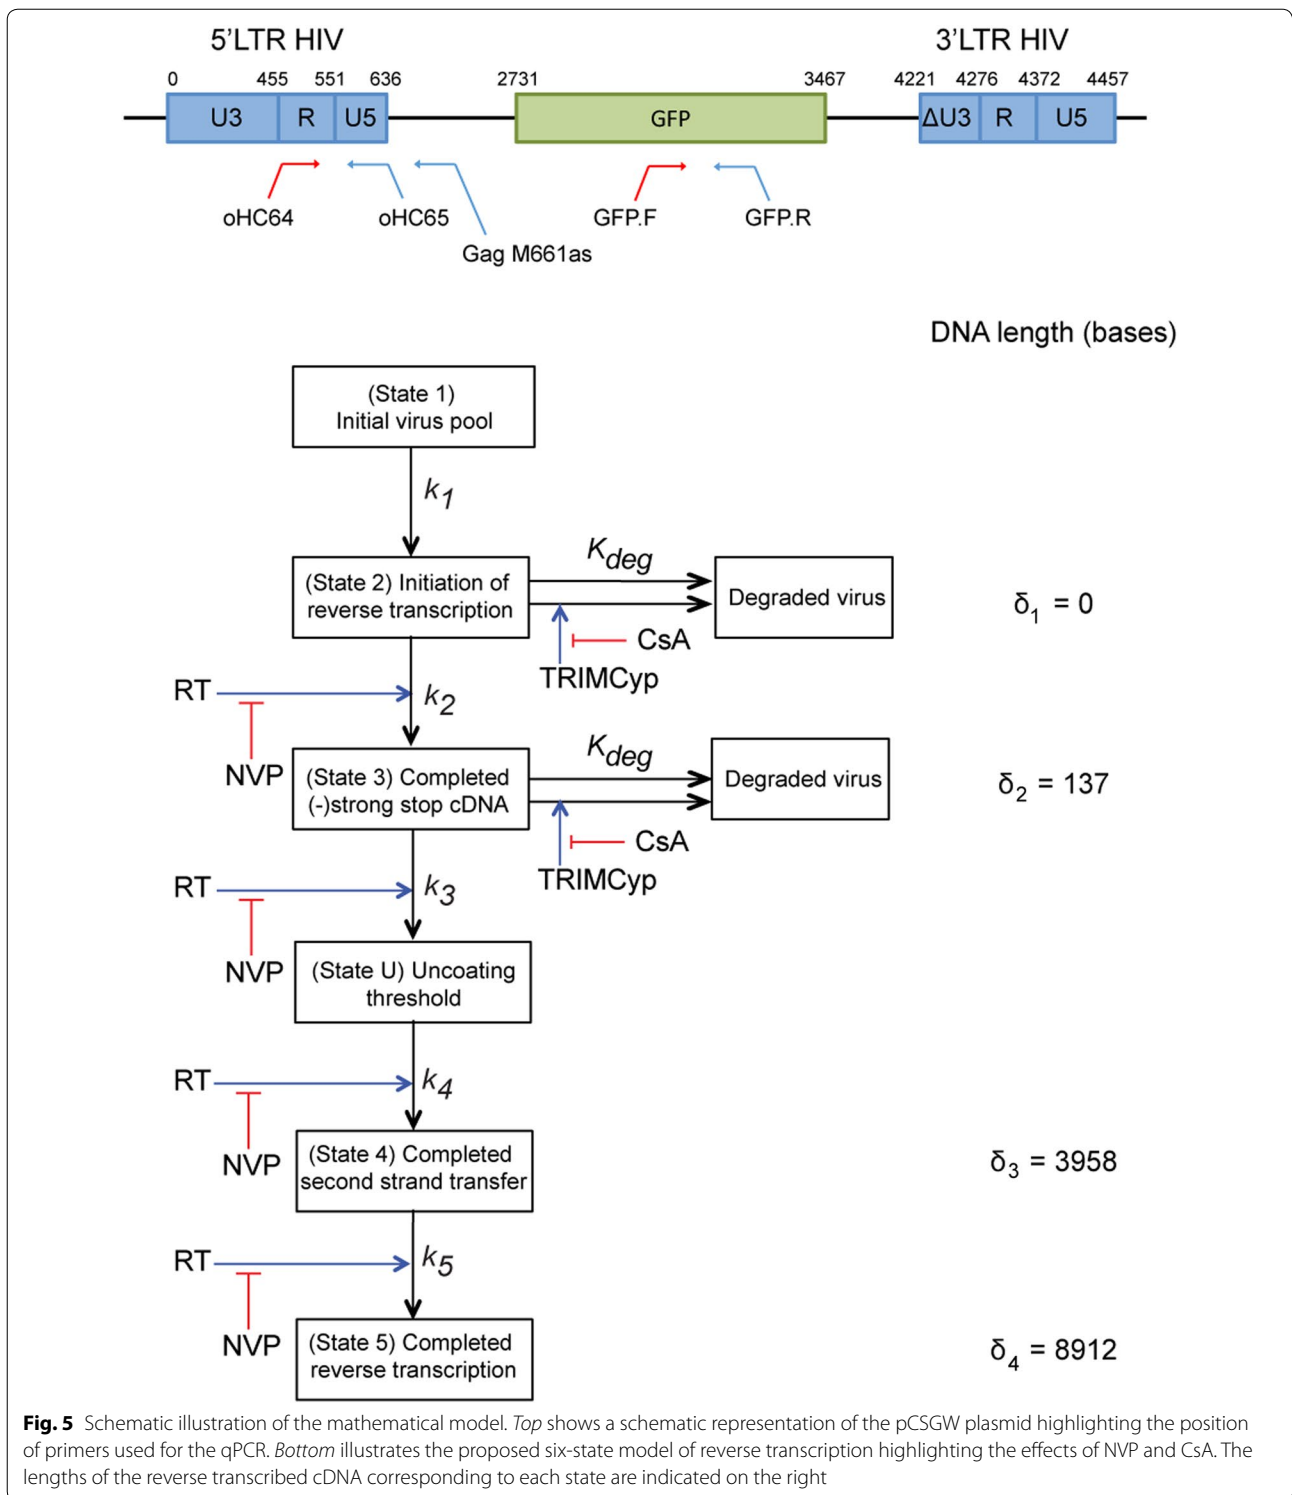 5'LTR HIV
3'LTR HIV
0 455 551 636 2731 3467 4221 4276 4372 4457
U3 R U5 GFP ΔU3 R U5
oHC64 oHC65 GFP.F GFP.R
Gag M661as
DNA length (bases)
(State 1)
Initial virus pool
k1
Kdeg
(State 2) Initiation of
reverse transcription
Degraded virus
δ1 = 0
CsA
TRIMCyp
RT
k2
NVP
Kdeg
(State 3) Completed
(-)strong stop cDNA
Degraded virus
δ2 = 137
CsA
TRIMCyp
RT
k3
NVP
(State U) Uncoating
threshold
RT
k4
NVP
(State 4) Completed
second strand transfer
δ3 = 3958
RT
k5
NVP
(State 5) Completed
reverse transcription
δ4 = 8912
Fig. 5 Schematic illustration of the mathematical model. Top shows a schematic representation of the pCSGW plasmid highlighting the position
of primers used for the qPCR. Bottom illustrates the proposed six-state model of reverse transcription highlighting the effects of NVP and CsA. The
lengths of the reverse transcribed cDNA corresponding to each state are indicated on the right